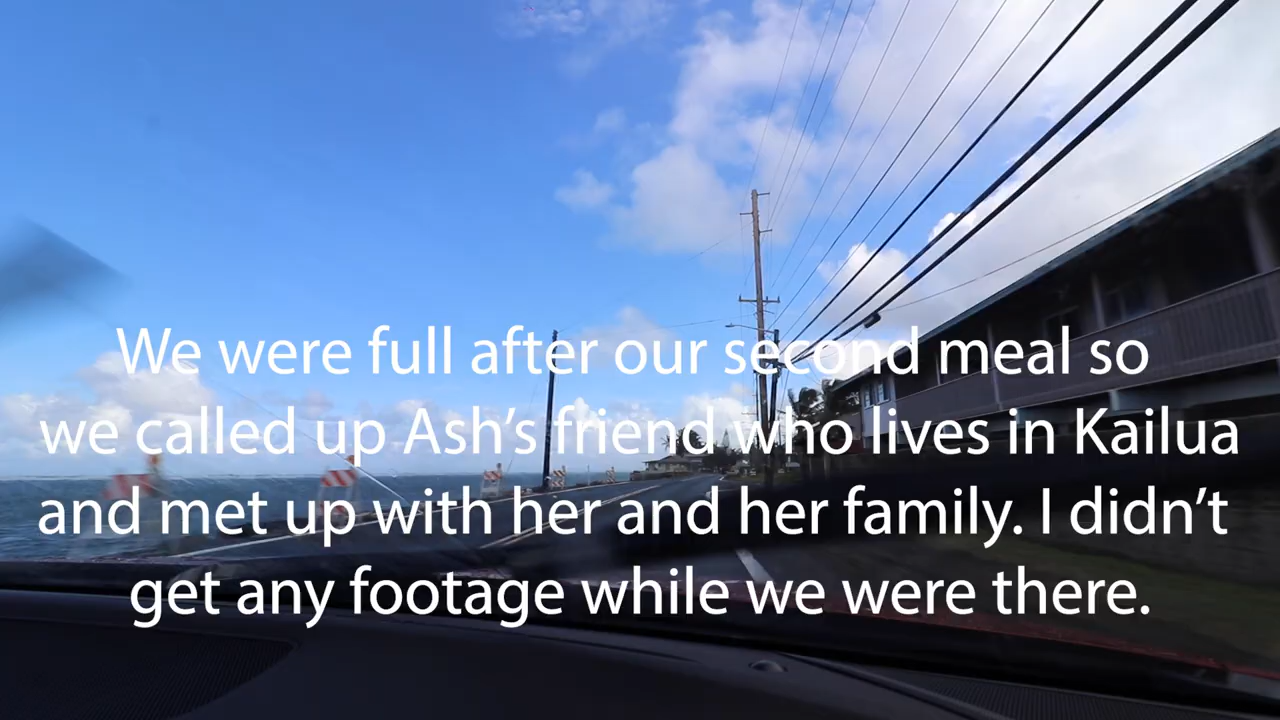 We were full after our second meal so
we called up Ash’s friend who lives in Kailua
and met up with her and her family. I didn’t
get any footage while we were there.